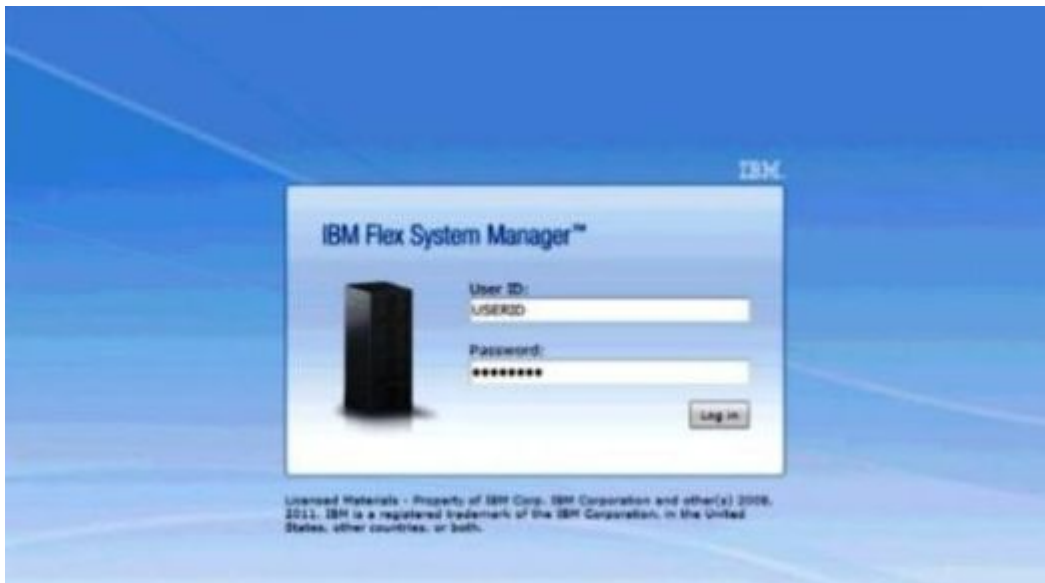 IBM.
IBM Flex System Manager™
User ID:
USERID
Password:
••••••••
Log in
Licensed Materials - Property of IBM Corp. IBM Corporation and other(s) 2009,
2011. IBM is a registered trademark of the IBM Corporation, in the United
States, other countries, or both.